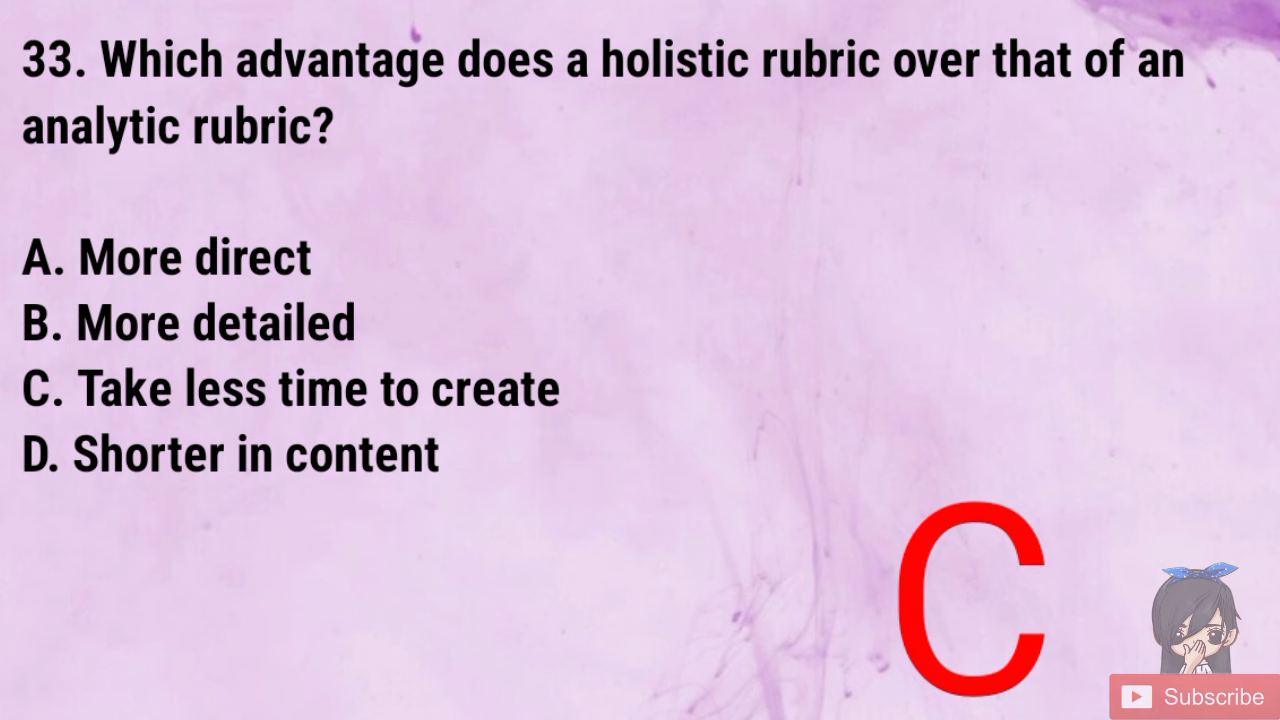 33. Which advantage does a holistic rubric over that of an
analytic rubric?
A. More direct
B. More detailed
C. Take less time to create
D. Shorter in content
C
Subscribe